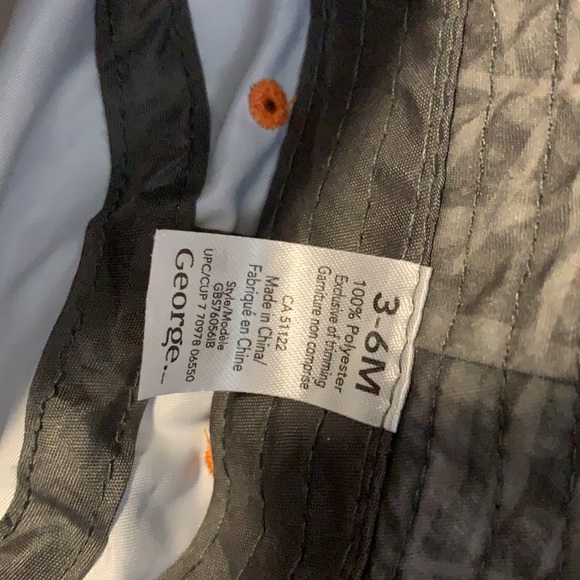 3-6M
100% Polyester
Exclusive of trimming
Garniture non comprise
CA 51122
Made in China/
Fabriqué en Chine
Style/Modèle
GBS76056IB
UPC/CUP 7 70978 06550
George.